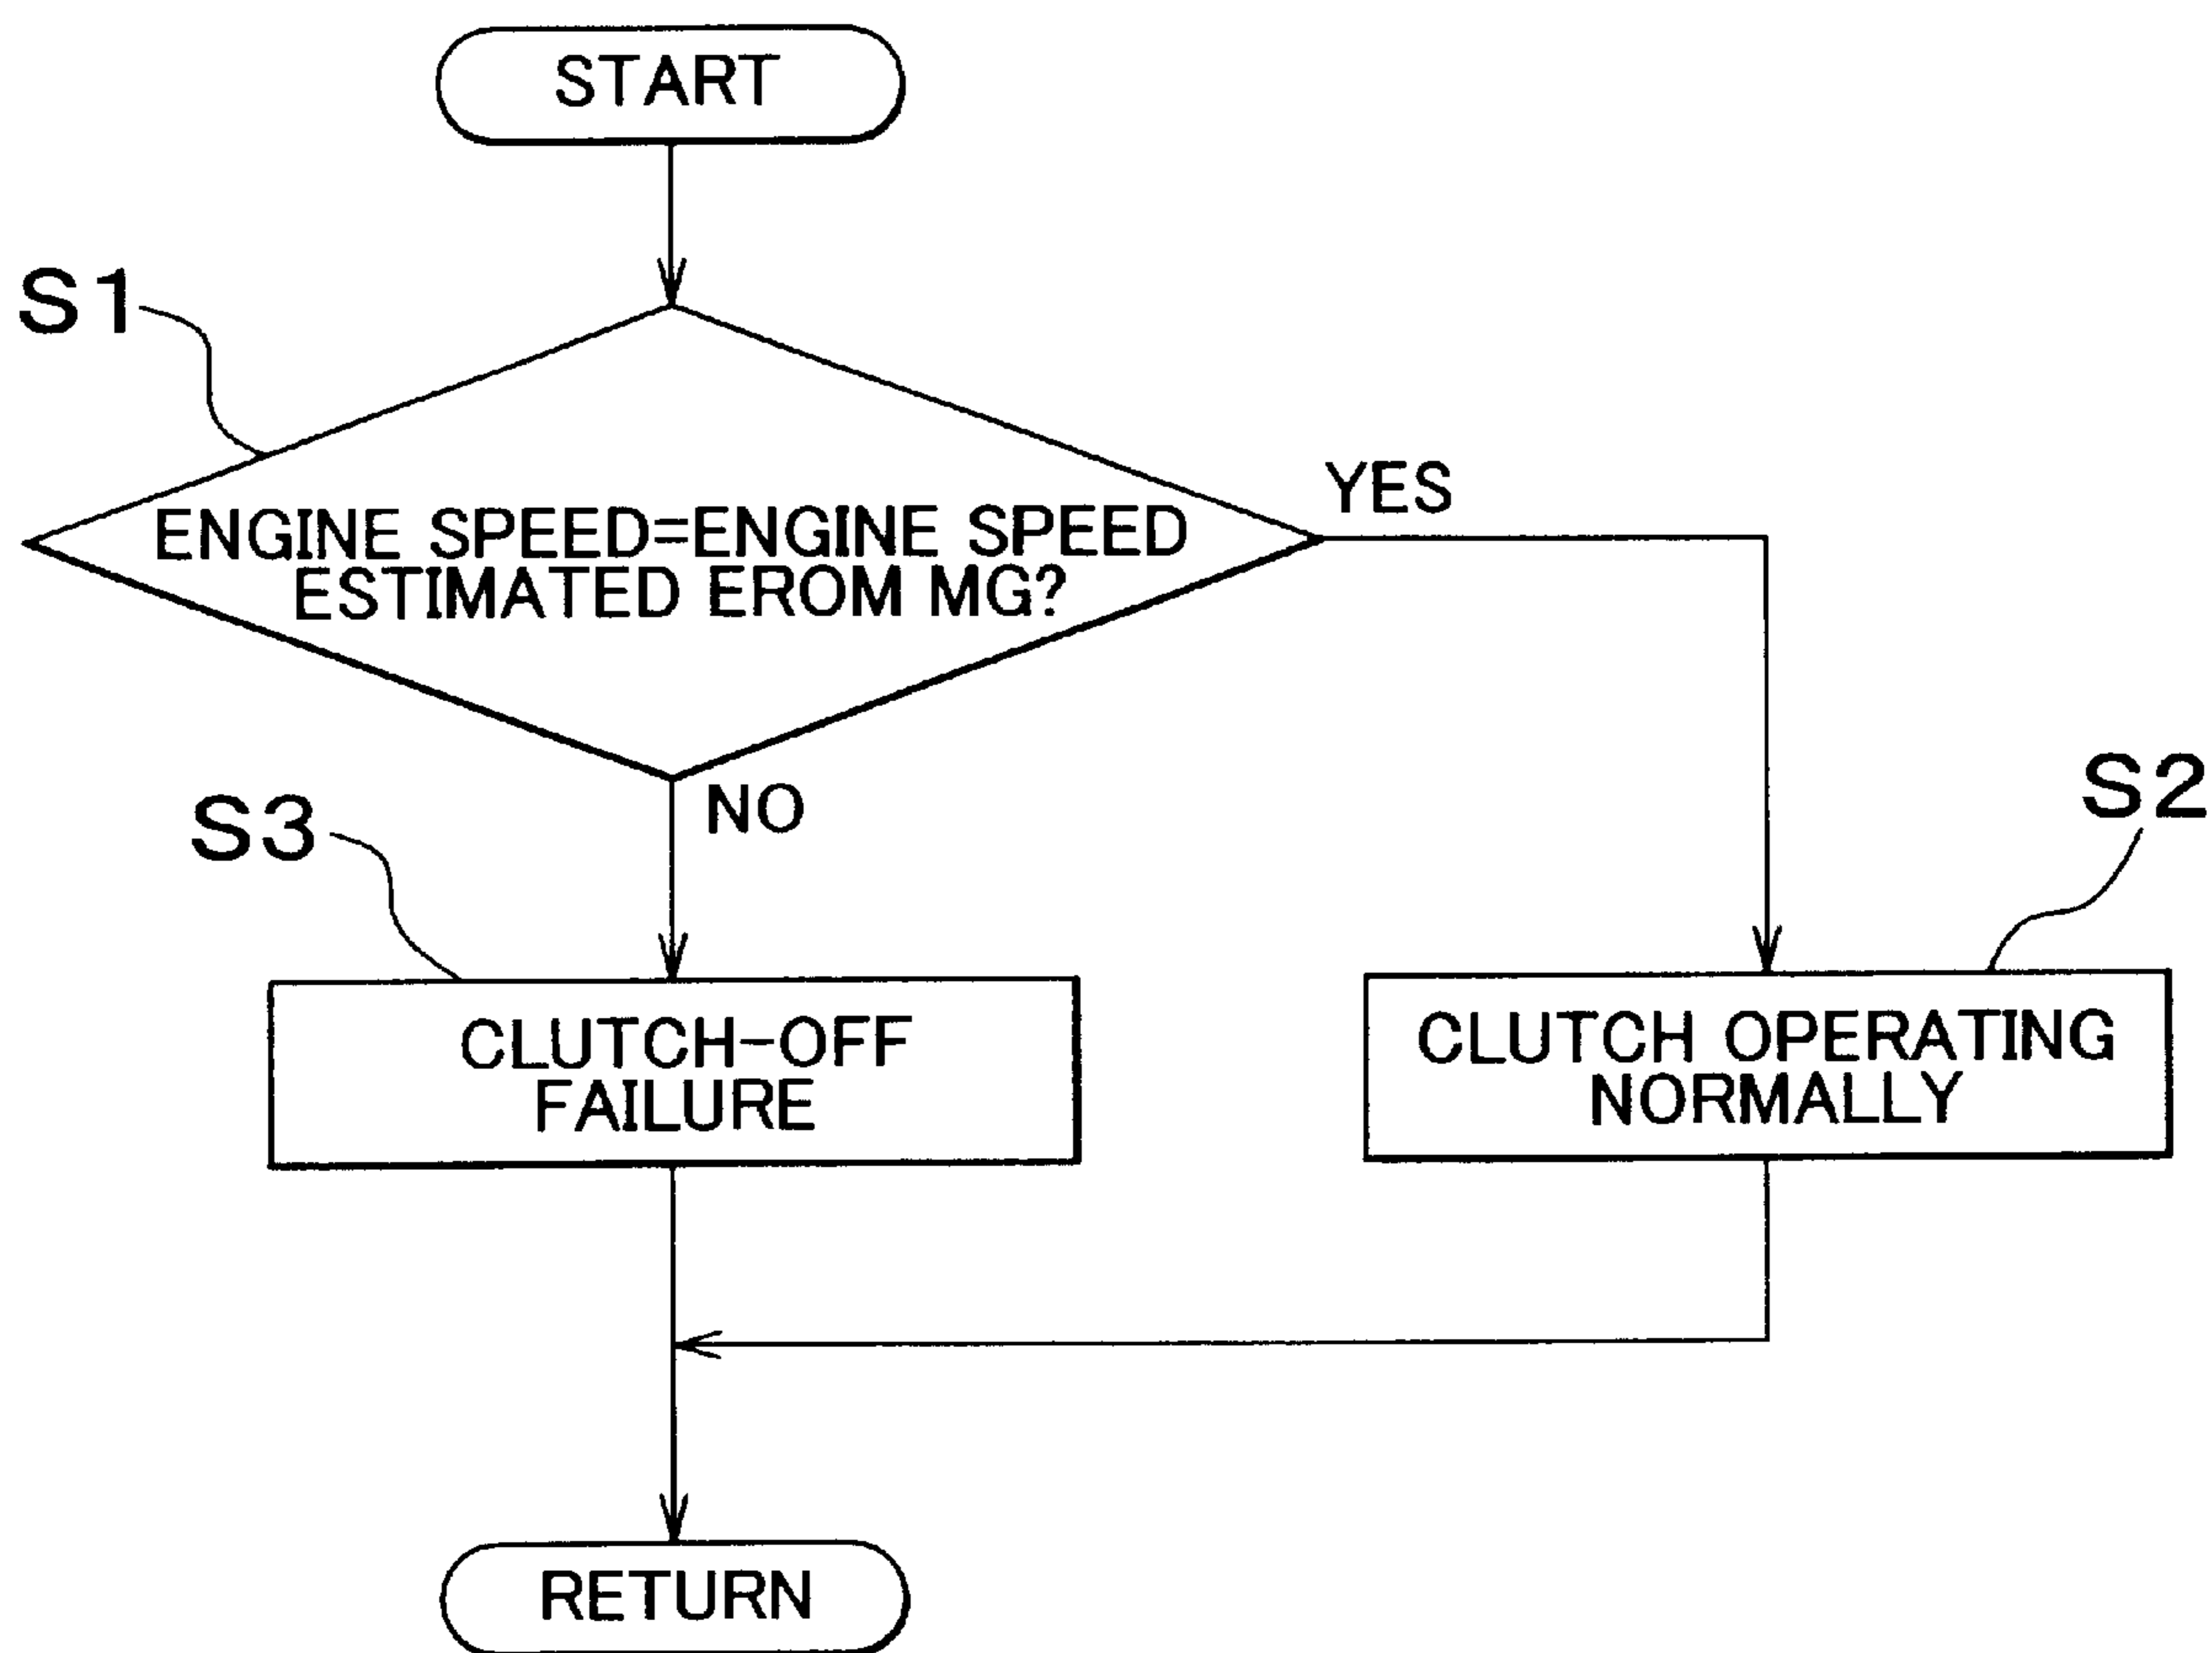 START
S1
YES
ENGINE SPEED=ENGINE SPEED
ESTIMATED EROM MG?
NO
S3
S2
CLUTCH-OFF
FAILURE
CLUTCH OPERATING
NORMALLY
RETURN